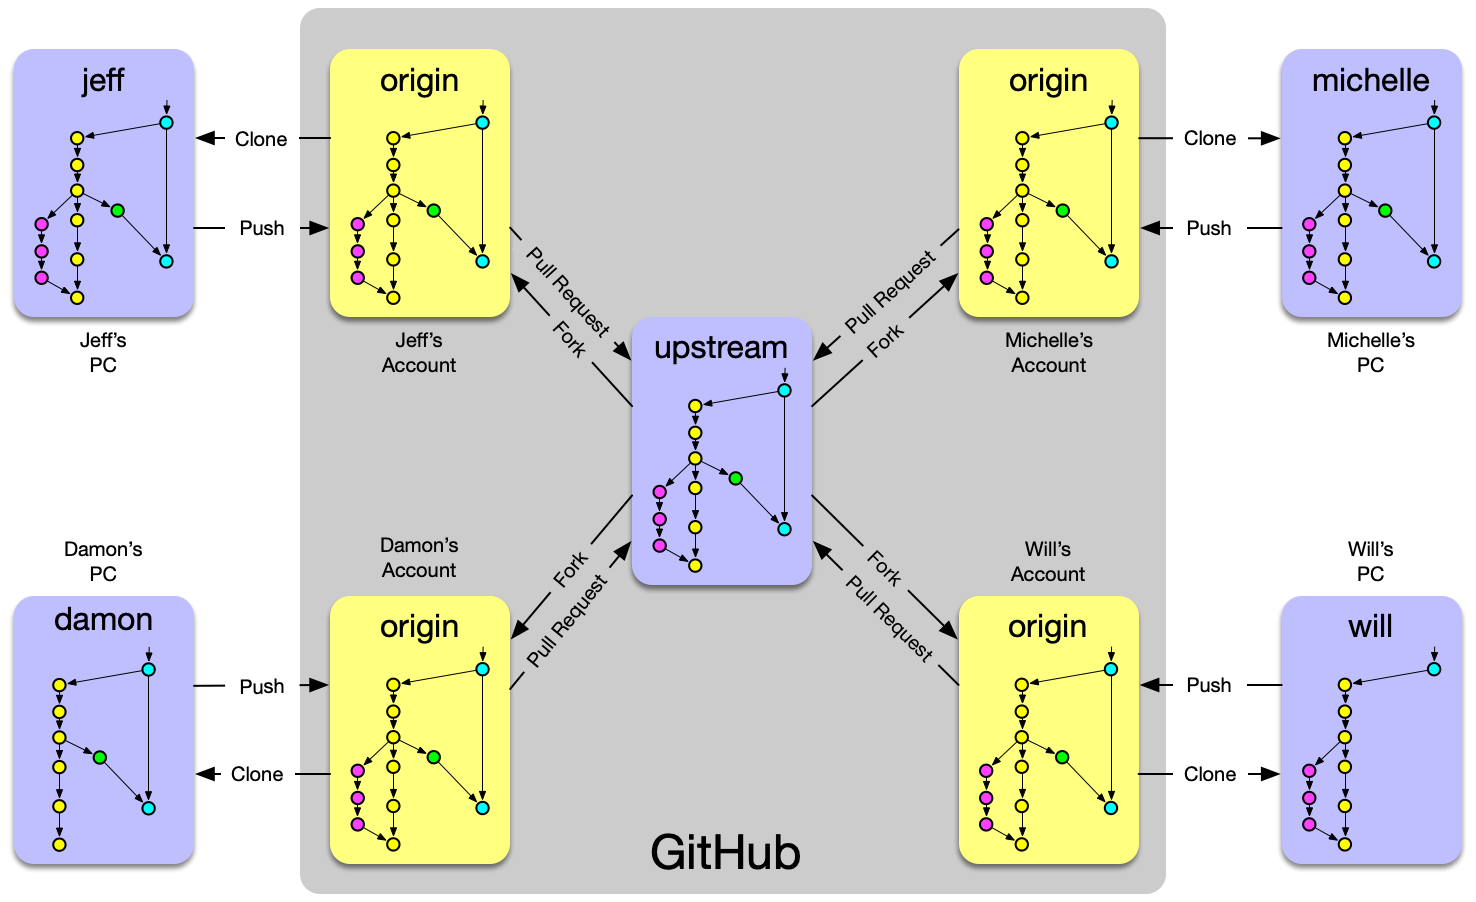 jeff
origin
origin
michelle
Clone
Clone
Push
Push
Pull Request
Fork
Pull Request
Fork
upstream
Jeff's
PC
Jeff's
Account
Michelle's
Account
Michelle's
PC
Damon's
PC
Damon's
Account
Will's
Account
Will's
PC
Fork
Pull Request
Fork
Pull Request
damon
origin
origin
will
Push
Push
Clone
Clone
GitHub